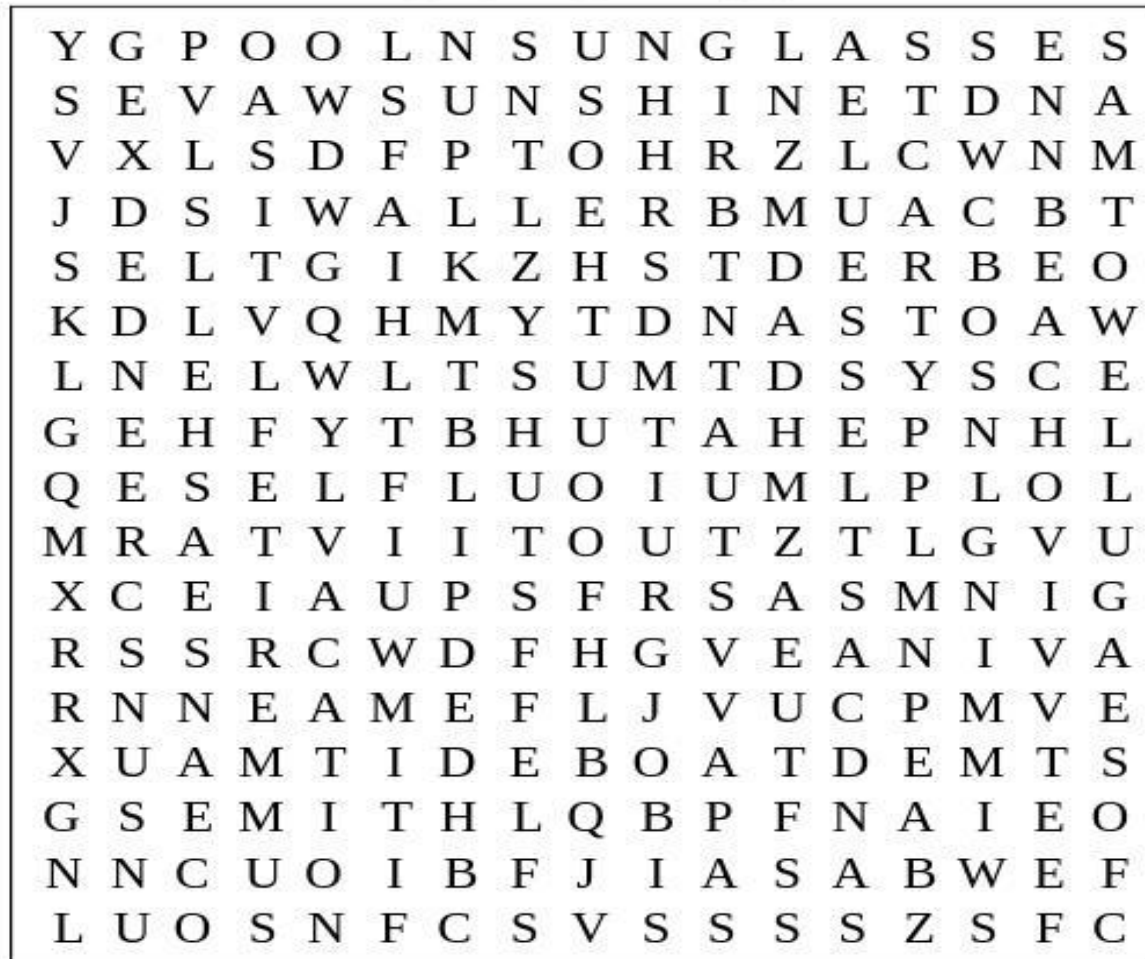 Y G P O O L N S U N G L A S S E S
S E V A W S U N S H I N E T D N A
V X L S D F P T O H R Z L C W N M
J D S I W A L L E R B M U A C B T
S E L T G I K Z H S T D E R B E O
K D L V Q H M Y T D N A S T O A W
L N E L W L T S U M T D S Y S C E
G E H F Y T B H U T A H E P N H L
Q E S E L F L U O I U M L P L O L
M R A T V I I T O U T Z T L G V U
X C E I A U P S F R S A S M N I G
R S S R C W D F H G V E A N I V A
R N N E A M E F L J V U C P M V E
X U A M T I D E B O A T D E M T S
G S E M I T H L Q B P F N A I E O
N N C U O I B F J I A S A B W E F
L U O S N F C S V S S S S Z S F C